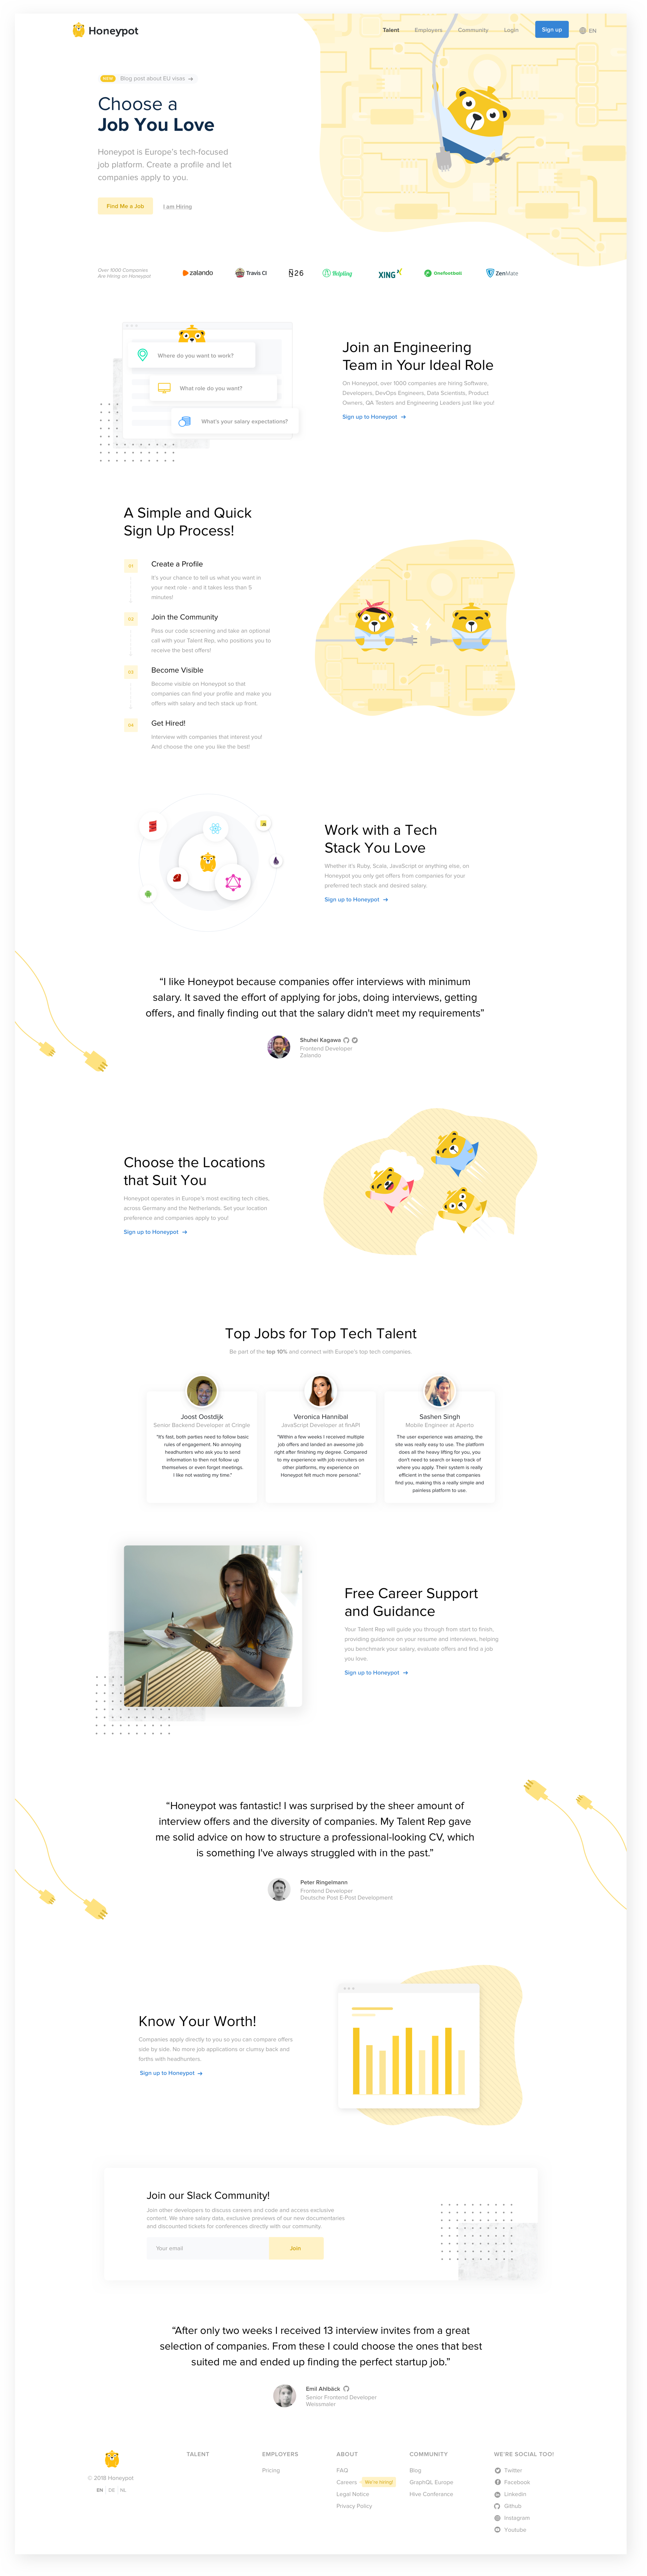 Honeypot
Talent
Employers
Community
Login
Sign up
EN
NEW
Blog post about EU visas →
Choose a
Job You Love
Honeypot is Europe's tech-focused
job platform. Create a profile and let
companies apply to you.
Find Me a Job
I am Hiring
Over 1000 Companies
Are Hiring on Honeypot
zalando
Travis CI
N26
Helpling
XING
Onefootball
ZenMate
Where do you want to work?
What role do you want?
What's your salary expectations?
Join an Engineering
Team in Your Ideal Role
On Honeypot, over 1000 companies are hiring Software,
Developers, DevOps Engineers, Data Scientists, Product
Owners, QA Testers and Engineering Leaders just like you!
Sign up to Honeypot →
A Simple and Quick
Sign Up Process!
01
Create a Profile
It's your chance to tell us what you want in
your next role - and it takes less than 5
minutes!
02
Join the Community
Pass our code screening and take an optional
call with your Talent Rep, who positions you to
receive the best offers!
03
Become Visible
Become visible on Honeypot so that
companies can find your profile and make you
offers with salary and tech stack up front.
04
Get Hired!
Interview with companies that interest you!
And choose the one you like the best!
Work with a Tech
Stack You Love
Whether it's Ruby, Scala, JavaScript or anything else, on
Honeypot you only get offers from companies for your
preferred tech stack and desired salary.
Sign up to Honeypot →
“I like Honeypot because companies offer interviews with minimum
salary. It saved the effort of applying for jobs, doing interviews, getting
offers, and finally finding out that the salary didn't meet my requirements”
Shuhei Kagawa
Frontend Developer
Zalando
Choose the Locations
that Suit You
Honeypot operates in Europe's most exciting tech cities,
across Germany and the Netherlands. Set your location
preference and companies apply to you!
Sign up to Honeypot →
Top Jobs for Top Tech Talent
Be part of the top 10% and connect with Europe's top tech companies.
Joost Oostdijk
Senior Backend Developer at Cringle
"It's fast, both parties need to follow basic
rules of engagement. No annoying
headhunters who ask you to send
information to then not follow up
themselves or even forget meetings.
I like not wasting my time."
Veronica Hannibal
JavaScript Developer at finAPI
"Within a few weeks I received multiple
job offers and landed an awesome job
right after finishing my degree. Compared
to my experience with job recruiters on
other platforms, my experience on
Honeypot felt much more personal."
Sashen Singh
Mobile Engineer at Aperto
The user experience was amazing, the
site was really easy to use. The platform
does all the heavy lifting for you, you
don't need to search or keep track of
where you apply. Their system is really
efficient in the sense that companies
find you, making this a really simple and
painless platform to use.
Free Career Support
and Guidance
Your Talent Rep will guide you through from start to finish,
providing guidance on your resume and interviews, helping
you benchmark your salary, evaluate offers and find a job
you love.
Sign up to Honeypot →
“Honeypot was fantastic! I was surprised by the sheer amount of
interview offers and the diversity of companies. My Talent Rep gave
me solid advice on how to structure a professional-looking CV, which
is something I've always struggled with in the past.”
Peter Ringelmann
Frontend Developer
Deutsche Post E-Post Development
Know Your Worth!
Companies apply directly to you so you can compare offers
side by side. No more job applications or clumsy back and
forths with headhunters.
Sign up to Honeypot →
Join our Slack Community!
Join other developers to discuss careers and code and access exclusive
content. We share salary data, exclusive previews of our new documentaries
and discounted tickets for conferences directly with our community.
Your email
Join
“After only two weeks I received 13 interview invites from a great
selection of companies. From these I could choose the ones that best
suited me and ended up finding the perfect startup job.”
Emil Ahlbäck
Senior Frontend Developer
Weissmaler
© 2018 Honeypot
EN DE NL
TALENT
EMPLOYERS
Pricing
ABOUT
FAQ
Careers We're hiring!
Legal Notice
Privacy Policy
COMMUNITY
Blog
GraphQL Europe
Hive Conference
WE'RE SOCIAL TOO!
Twitter
Facebook
Linkedin
Github
Instagram
Youtube